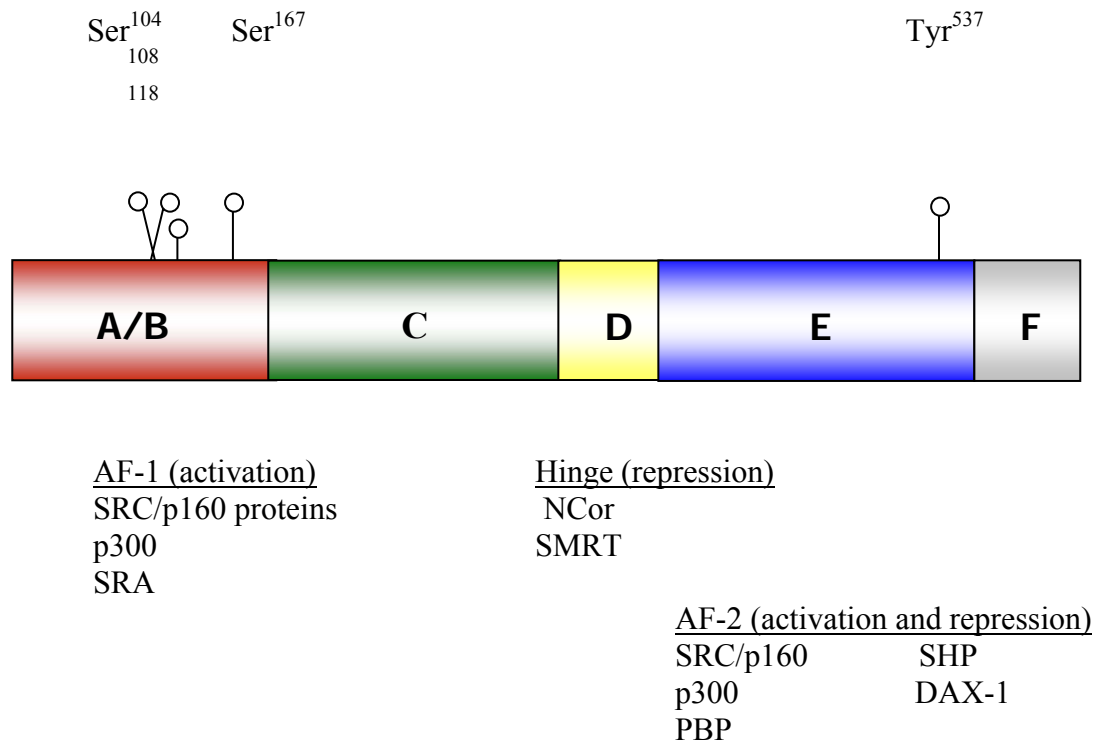 Ser104 Ser167 Tyr537
108
118
A/B C D E F
AF-1 (activation)
SRC/p160 proteins
p300
SRA
Hinge (repression)
NCor
SMRT
AF-2 (activation and repression)
SRC/p160 SHP
p300 DAX-1
PBP